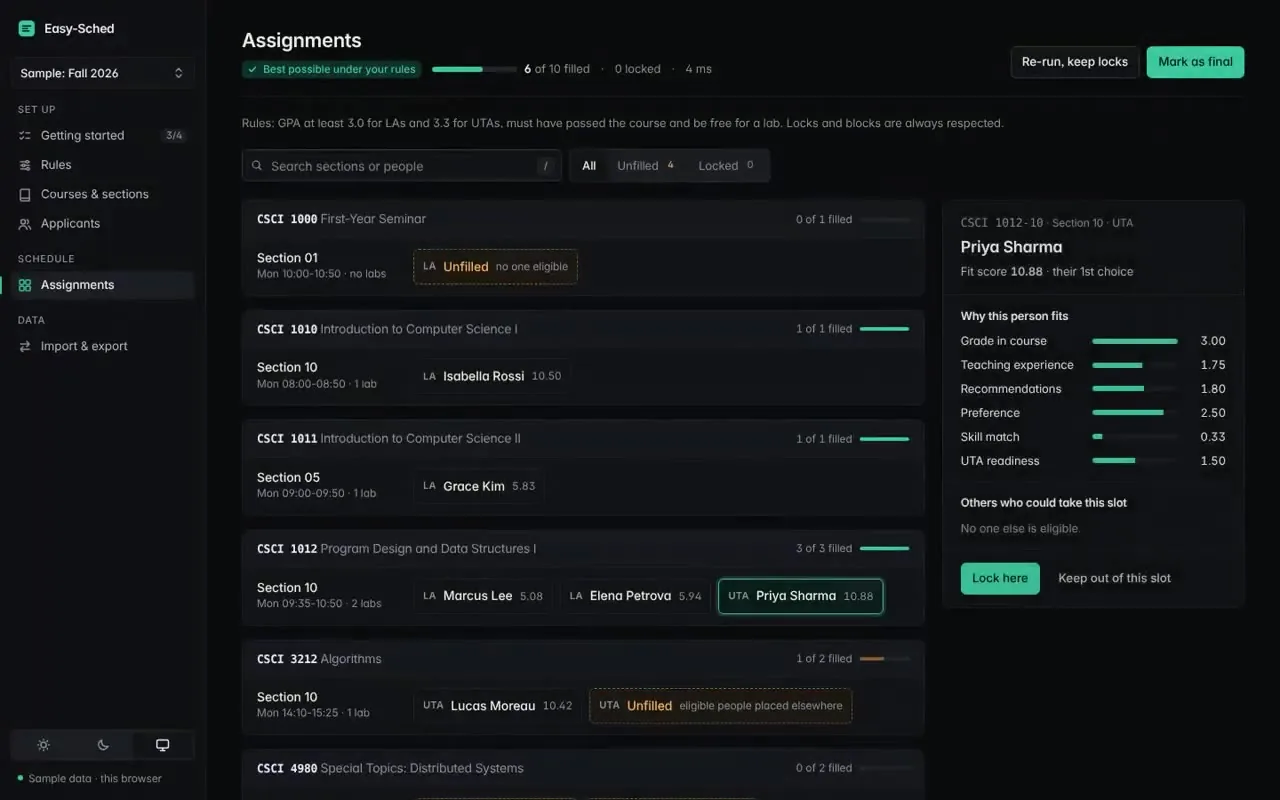 Easy-Sched
Sample: Fall 2026
SET UP
Getting started 3/4
Rules
Courses & sections
Applicants
SCHEDULE
Assignments
DATA
Import & export
Sample data · this browser
Assignments
Best possible under your rules
6 of 10 filled · 0 locked · 4 ms
Re-run, keep locks
Mark as final
Rules: GPA at least 3.0 for LAs and 3.3 for UTAs, must have passed the course and be free for a lab. Locks and blocks are always respected.
Search sections or people /
All Unfilled 4 Locked 0
CSCI 1000 First-Year Seminar 0 of 1 filled
Section 01
Mon 10:00-10:50 · no labs
LA Unfilled no one eligible
CSCI 1010 Introduction to Computer Science I 1 of 1 filled
Section 10
Mon 08:00-08:50 · 1 lab
LA Isabella Rossi 10.50
CSCI 1011 Introduction to Computer Science II 1 of 1 filled
Section 05
Mon 09:00-09:50 · 1 lab
LA Grace Kim 5.83
CSCI 1012 Program Design and Data Structures I 3 of 3 filled
Section 10
Mon 09:35-10:50 · 2 labs
LA Marcus Lee 5.08
LA Elena Petrova 5.94
UTA Priya Sharma 10.88
CSCI 3212 Algorithms 1 of 2 filled
Section 10
Mon 14:10-15:25 · 1 lab
UTA Lucas Moreau 10.42
UTA Unfilled eligible people placed elsewhere
CSCI 4980 Special Topics: Distributed Systems 0 of 2 filled
CSCI 1012-10 · Section 10 · UTA
Priya Sharma
Fit score 10.88 · their 1st choice
Why this person fits
Grade in course 3.00
Teaching experience 1.75
Recommendations 1.80
Preference 2.50
Skill match 0.33
UTA readiness 1.50
Others who could take this slot
No one else is eligible.
Lock here
Keep out of this slot